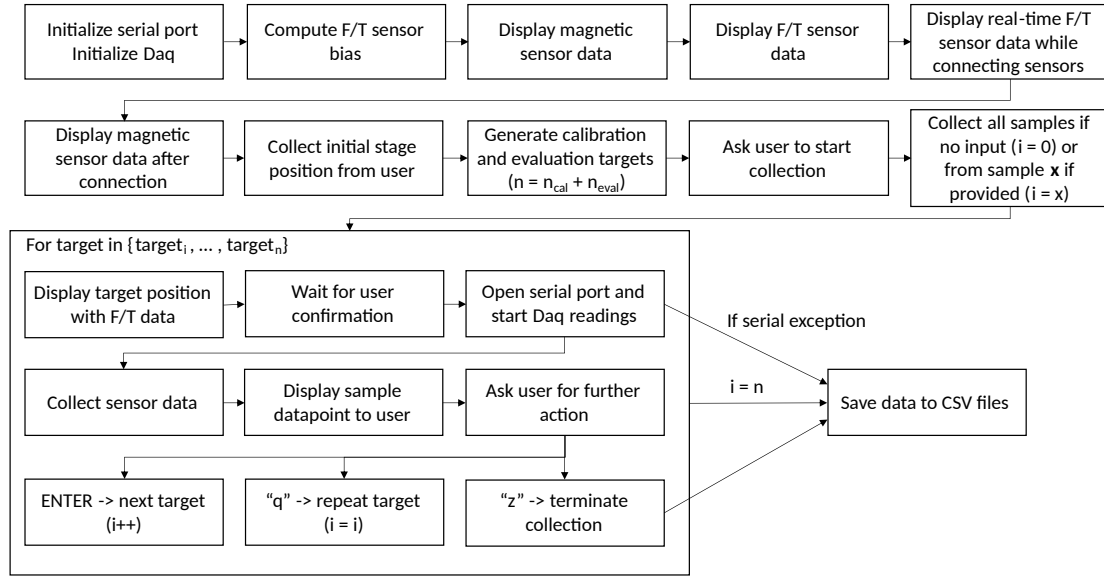 Initialize serial port
Initialize Daq
Compute F/T sensor
bias
Display magnetic
sensor data
Display F/T sensor
data
Display real-time F/T
sensor data while
connecting sensors
Display magnetic
sensor data after
connection
Collect initial stage
position from user
Generate calibration
and evaluation targets
(n = n_cal + n_eval)
Ask user to start
collection
Collect all samples if
no input (i = 0) or
from sample x if
provided (i = x)
For target in {target_i , ... , target_n}
Display target position
with F/T data
Wait for user
confirmation
Open serial port and
start Daq readings
If serial exception
Collect sensor data
Display sample
datapoint to user
Ask user for further
action
i = n
Save data to CSV files
ENTER -> next target
(i++)
“q” -> repeat target
(i = i)
“z” -> terminate
collection